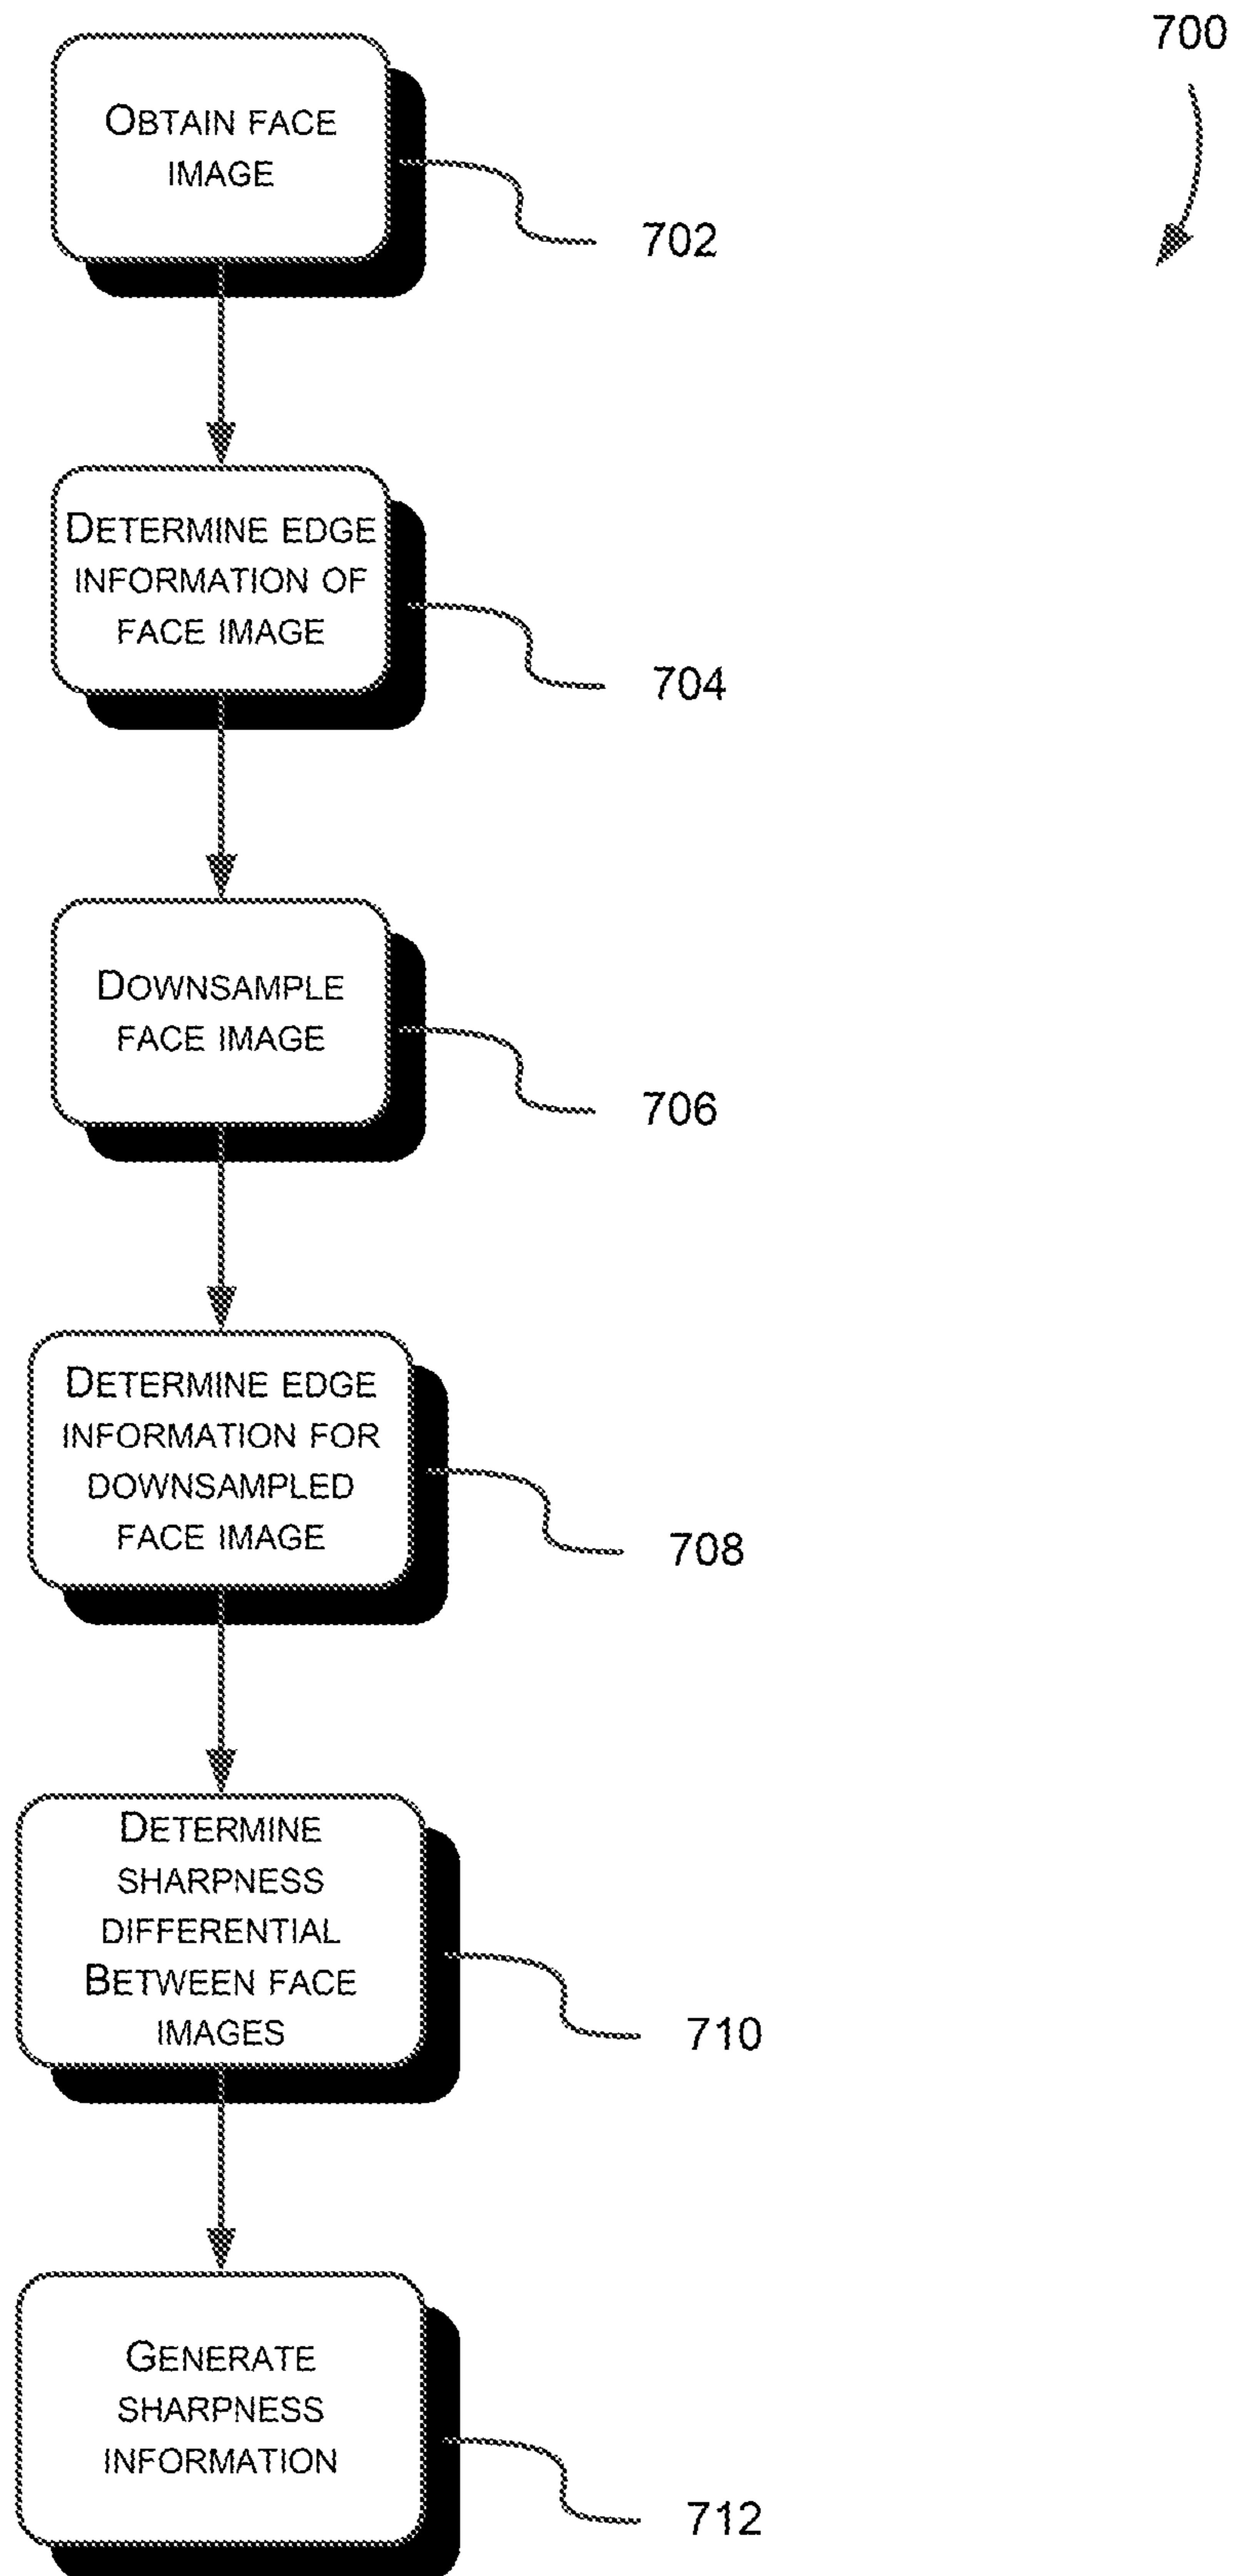 700
OBTAIN FACE
IMAGE
702
DETERMINE EDGE
INFORMATION OF
FACE IMAGE
704
DOWNSAMPLE
FACE IMAGE
706
DETERMINE EDGE
INFORMATION FOR
DOWNSAMPLED
FACE IMAGE
708
DETERMINE
SHARPNESS
DIFFERENTIAL
BETWEEN FACE
IMAGES
710
GENERATE
SHARPNESS
INFORMATION
712